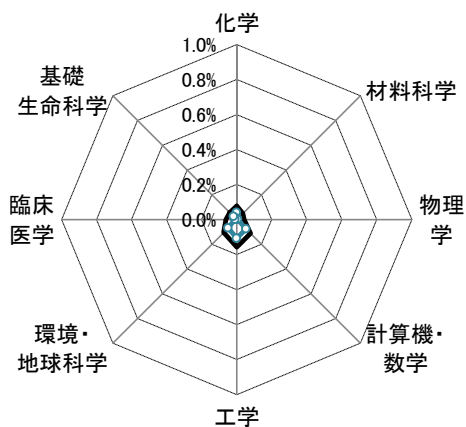 化学
1.0%
0.8%
0.6%
0.4%
0.2%
0.0%
材料科学
物理
学
計算機・
数学
工学
環境・
地球科学
臨床
医学
基礎
生命科学